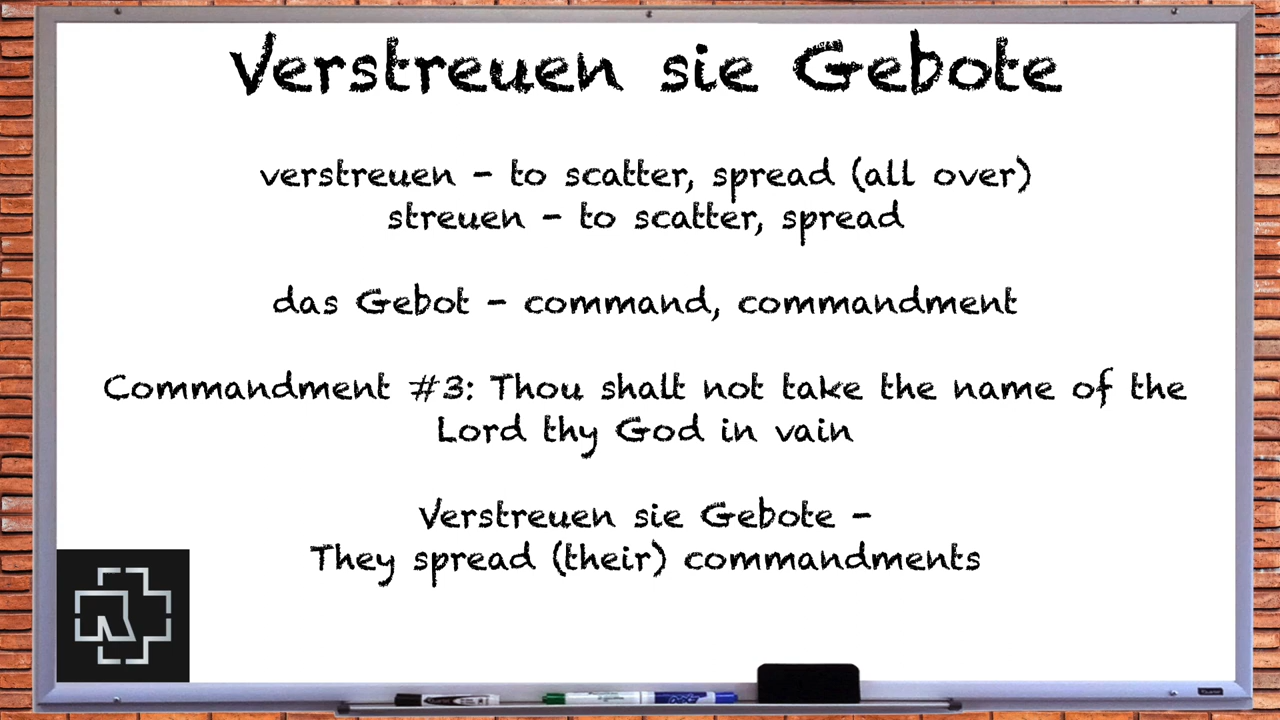 Verstreuen sie Gebote
verstreuen - to scatter, spread (all over)
streuen - to scatter, spread
das Gebot - command, commandment
Commandment #3: Thou shalt not take the name of the
Lord thy God in vain
Verstreuen sie Gebote -
They spread (their) commandments